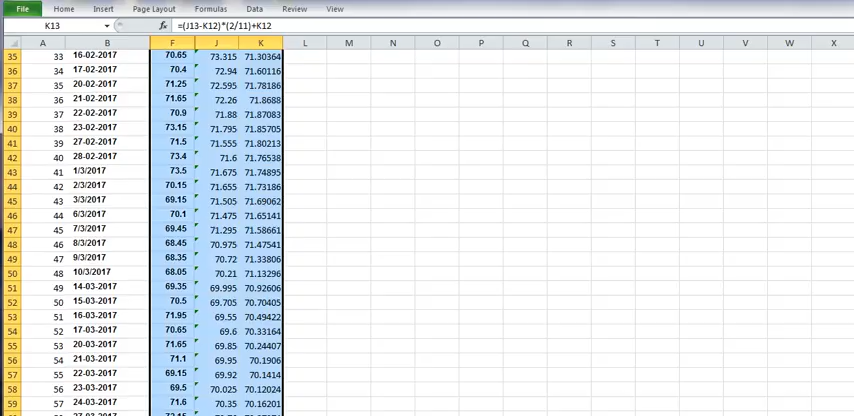 File Home Insert Page Layout Formulas Data Review View
K13 fx =(J13-K12)*(2/11)+K12
A B F J K L M N O P Q R S T U V W X
35 33 16-02-2017 70.65 73.315 71.30364
36 34 17-02-2017 70.4 72.94 71.60116
37 35 20-02-2017 71.25 72.595 71.78186
38 36 21-02-2017 71.65 72.26 71.8688
39 37 22-02-2017 70.9 71.88 71.87083
40 38 23-02-2017 73.15 71.795 71.85705
41 39 27-02-2017 71.5 71.555 71.80213
42 40 28-02-2017 73.4 71.6 71.76538
43 41 1/3/2017 73.5 71.675 71.74895
44 42 2/3/2017 70.15 71.655 71.73186
45 43 3/3/2017 69.15 71.505 71.69062
46 44 6/3/2017 70.1 71.475 71.65141
47 45 7/3/2017 69.45 71.295 71.58661
48 46 8/3/2017 68.45 70.975 71.47541
49 47 9/3/2017 68.35 70.72 71.33806
50 48 10/3/2017 68.05 70.21 71.13296
51 49 14-03-2017 69.35 69.995 70.92606
52 50 15-03-2017 70.5 69.705 70.70405
53 51 16-03-2017 71.95 69.55 70.49422
54 52 17-03-2017 70.65 69.6 70.33164
55 53 20-03-2017 71.65 69.85 70.24407
56 54 21-03-2017 71.1 69.95 70.1906
57 55 22-03-2017 69.15 69.92 70.1414
58 56 23-03-2017 69.5 70.025 70.12024
59 57 24-03-2017 71.6 70.35 70.16201